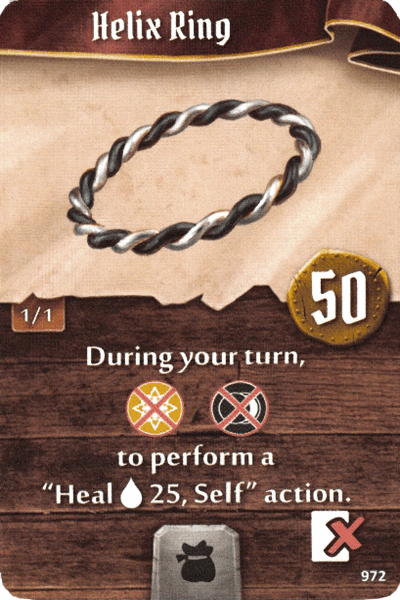 Helix Ring
50
1/1
During your turn,
to perform a
“Heal 25, Self” action.
972